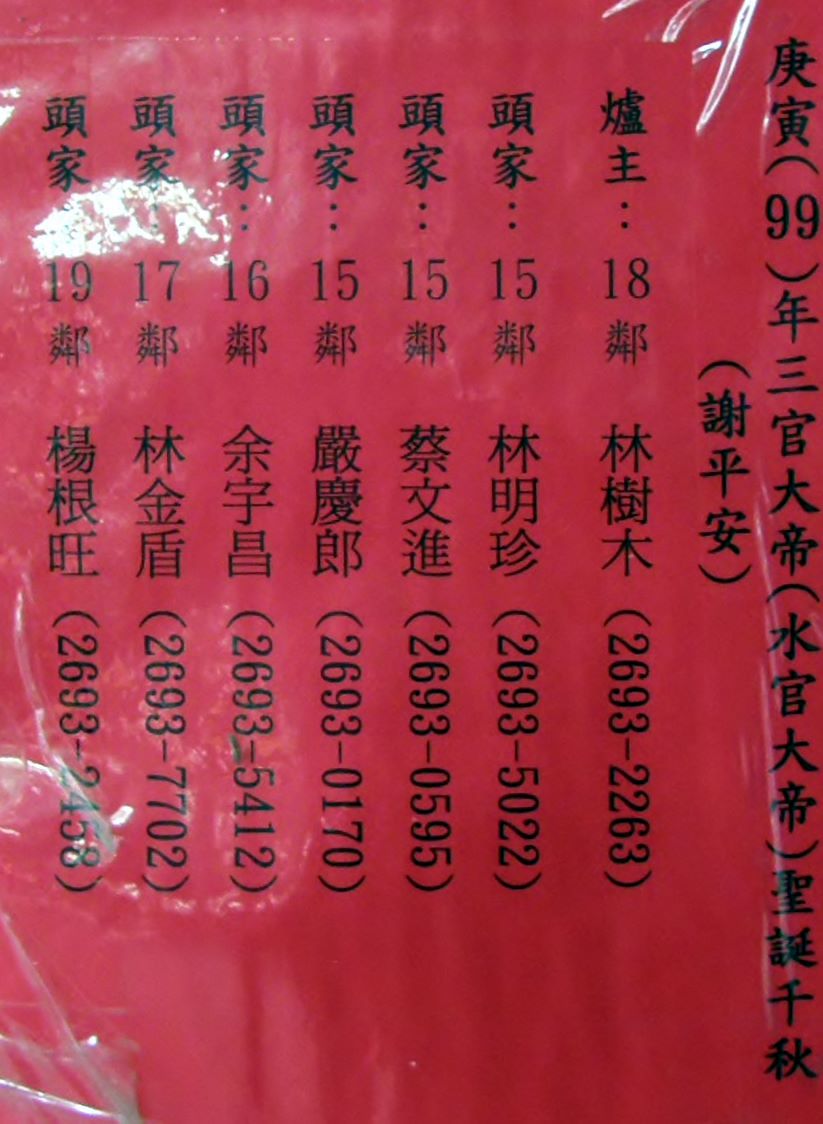 庚寅(99)年三官大帝(水官大帝)聖誕千秋
(謝平安)
爐主：18鄰 林樹木(2693-2263)
頭家：15鄰 林明珍(2693-5022)
頭家：15鄰 蔡文進(2693-0595)
頭家：15鄰 嚴慶郎(2693-0170)
頭家：16鄰 余宇昌(2693-5412)
頭家：17鄰 林金盾(2693-7702)
頭家：19鄰 楊根旺(2693-2458)